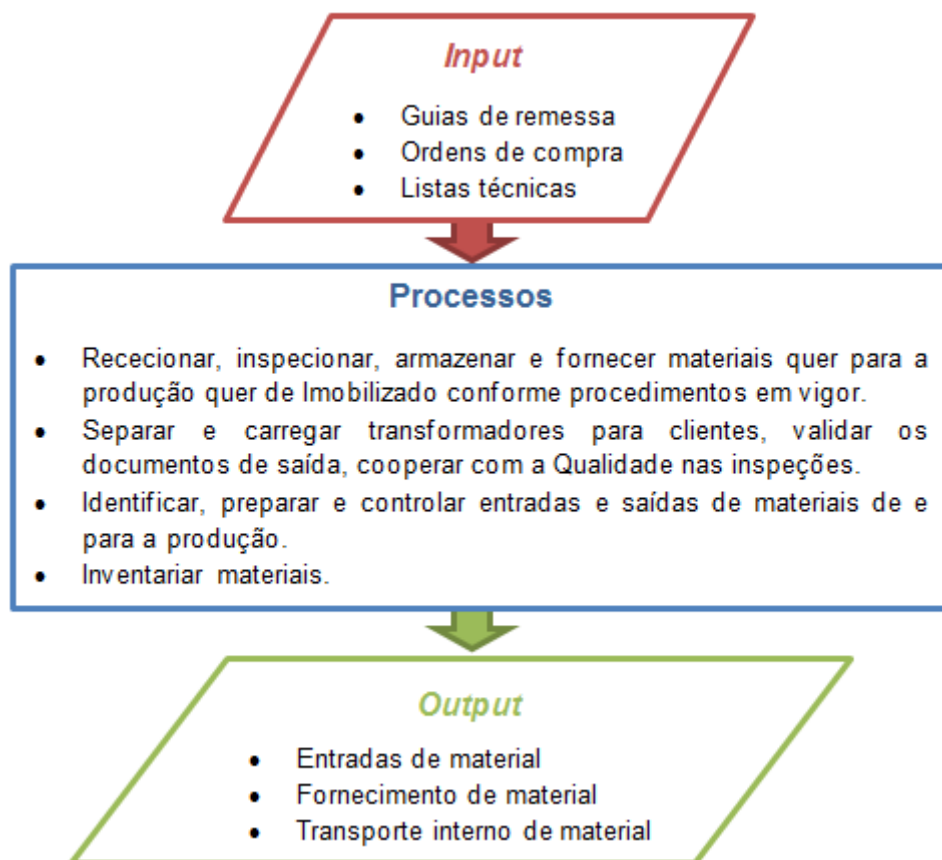 Input
• Guias de remessa
• Ordens de compra
• Listas técnicas
Processos
• Rececionar, inspecionar, armazenar e fornecer materiais quer para a
produção quer de Imobilizado conforme procedimentos em vigor.
• Separar e carregar transformadores para clientes, validar os
documentos de saída, cooperar com a Qualidade nas inspeções.
• Identificar, preparar e controlar entradas e saídas de materiais de e
para a produção.
• Inventariar materiais.
Output
• Entradas de material
• Fornecimento de material
• Transporte interno de material